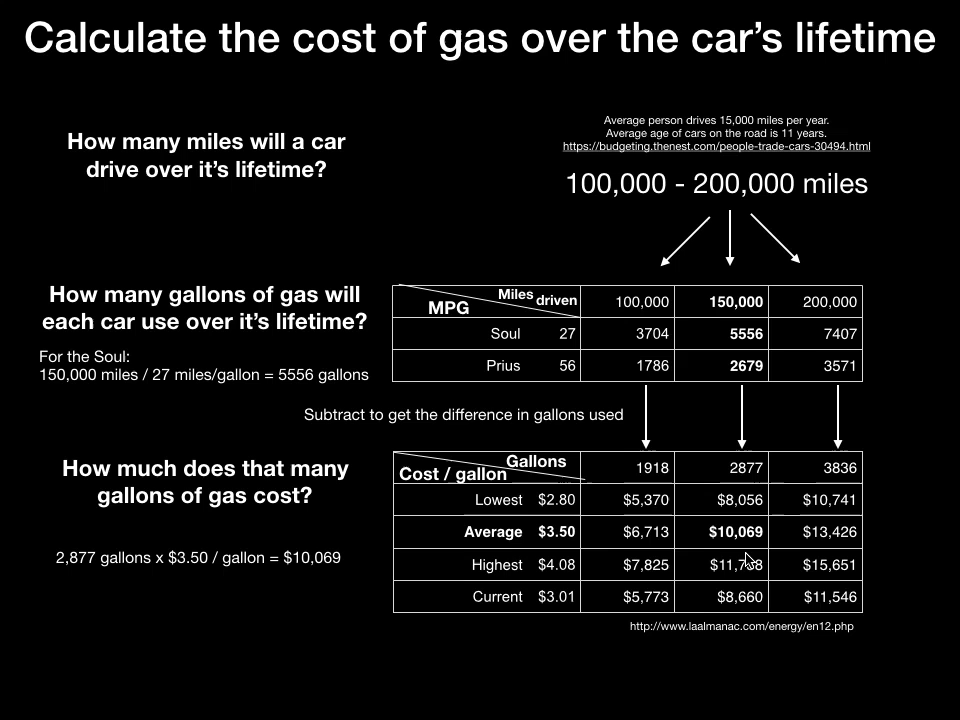 Calculate the cost of gas over the car's lifetime
Average person drives 15,000 miles per year.
Average age of cars on the road is 11 years.
https://budgeting.thenest.com/people-trade-cars-30494.html
How many miles will a car
drive over it's lifetime?
100,000 - 200,000 miles
How many gallons of gas will
each car use over it's lifetime?
For the Soul:
150,000 miles / 27 miles/gallon = 5556 gallons
Miles driven MPG 100,000 150,000 200,000
Soul 27 3704 5556 7407
Prius 56 1786 2679 3571
Subtract to get the difference in gallons used
How much does that many
gallons of gas cost?
2,877 gallons x $3.50 / gallon = $10,069
Gallons Cost / gallon 1918 2877 3836
Lowest $2.80 $5,370 $8,056 $10,741
Average $3.50 $6,713 $10,069 $13,426
Highest $4.08 $7,825 $15,651
Current $3.01 $5,773 $8,660 $11,546
http://www.laalmanac.com/energy/en12.php